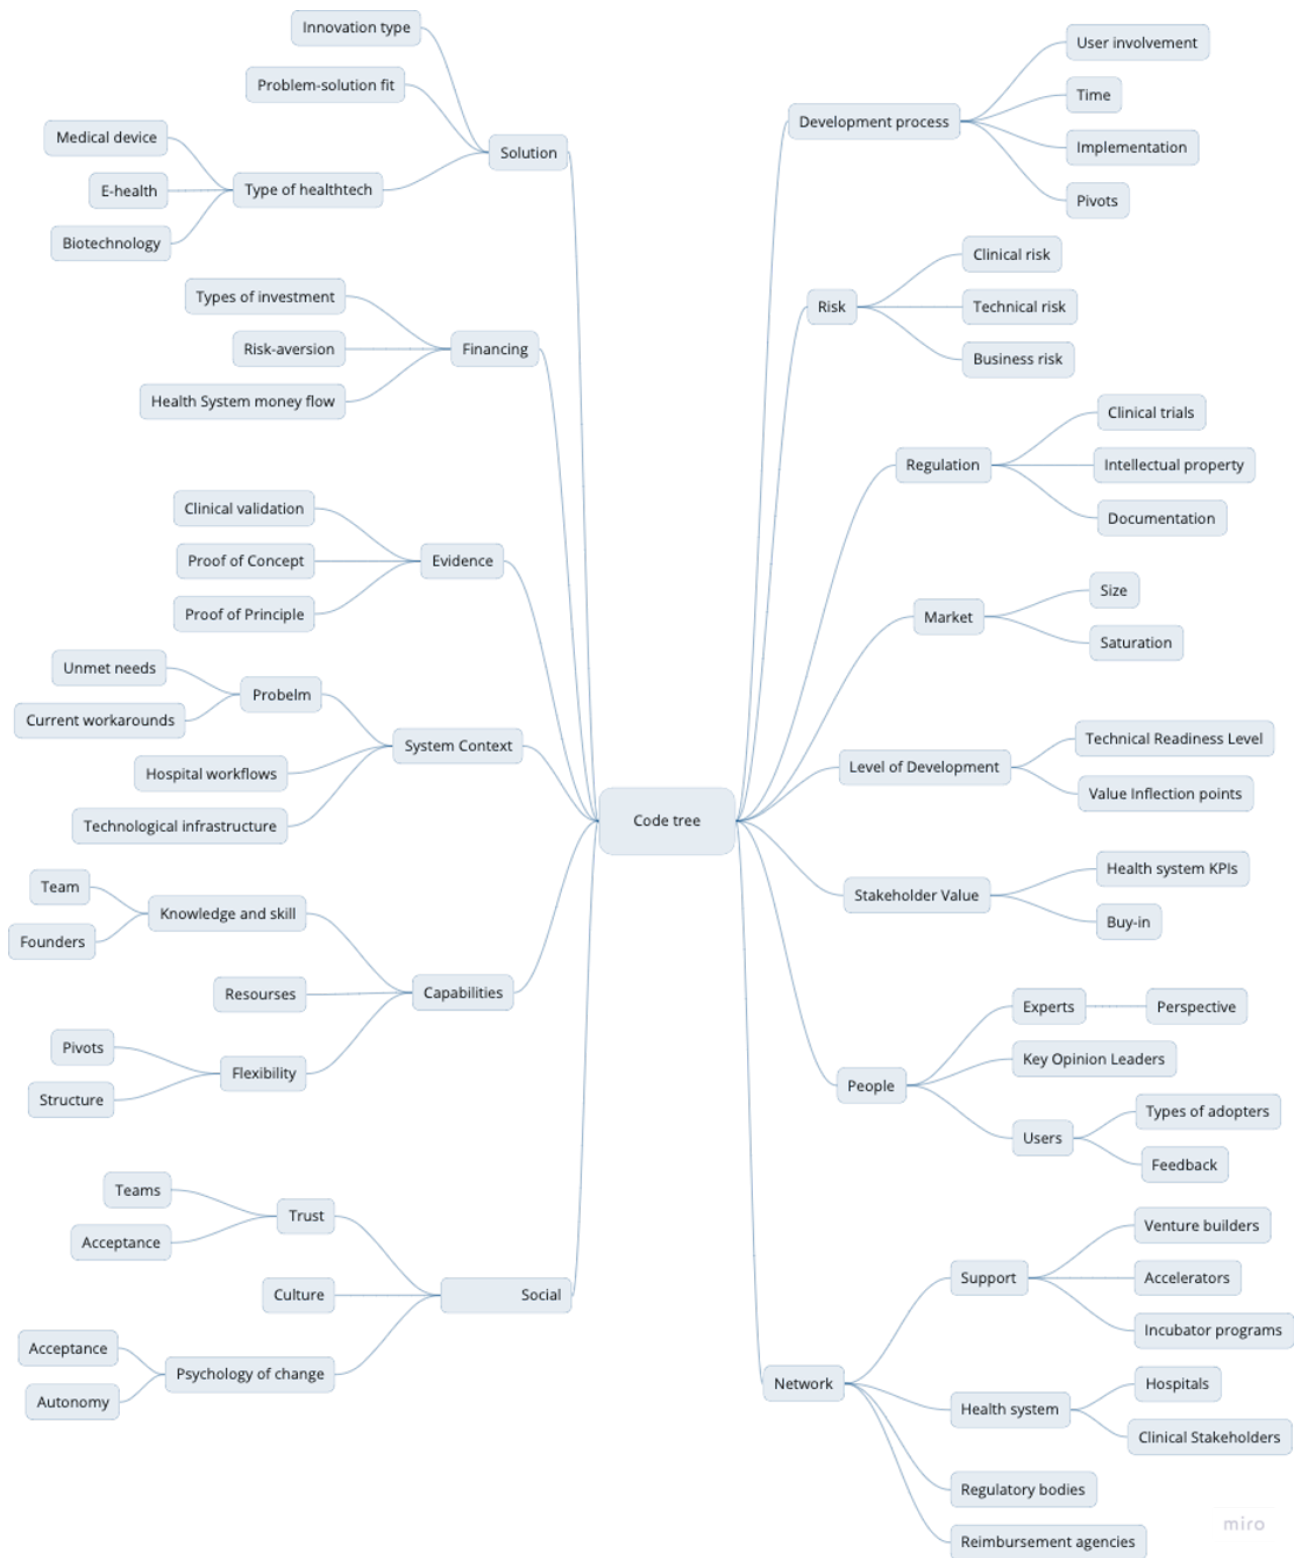 Innovation type
Problem-solution fit
Medical device
E-health
Biotechnology
Type of healthtech
Solution
Types of investment
Risk-aversion
Health System money flow
Financing
Clinical validation
Proof of Concept
Proof of Principle
Evidence
Unmet needs
Current workarounds
Probelm
Hospital workflows
Technological infrastructure
System Context
Team
Founders
Knowledge and skill
Resourses
Pivots
Structure
Flexibility
Capabilities
Teams
Acceptance
Trust
Culture
Acceptance
Autonomy
Psychology of change
Social
Code tree
Development process
User involvement
Time
Implementation
Pivots
Risk
Clinical risk
Technical risk
Business risk
Regulation
Clinical trials
Intellectual property
Documentation
Market
Size
Saturation
Level of Development
Technical Readiness Level
Value Inflection points
Stakeholder Value
Health system KPIs
Buy-in
People
Experts
Perspective
Key Opinion Leaders
Users
Types of adopters
Feedback
Network
Support
Venture builders
Accelerators
Incubator programs
Health system
Hospitals
Clinical Stakeholders
Regulatory bodies
Reimbursement agencies
miro